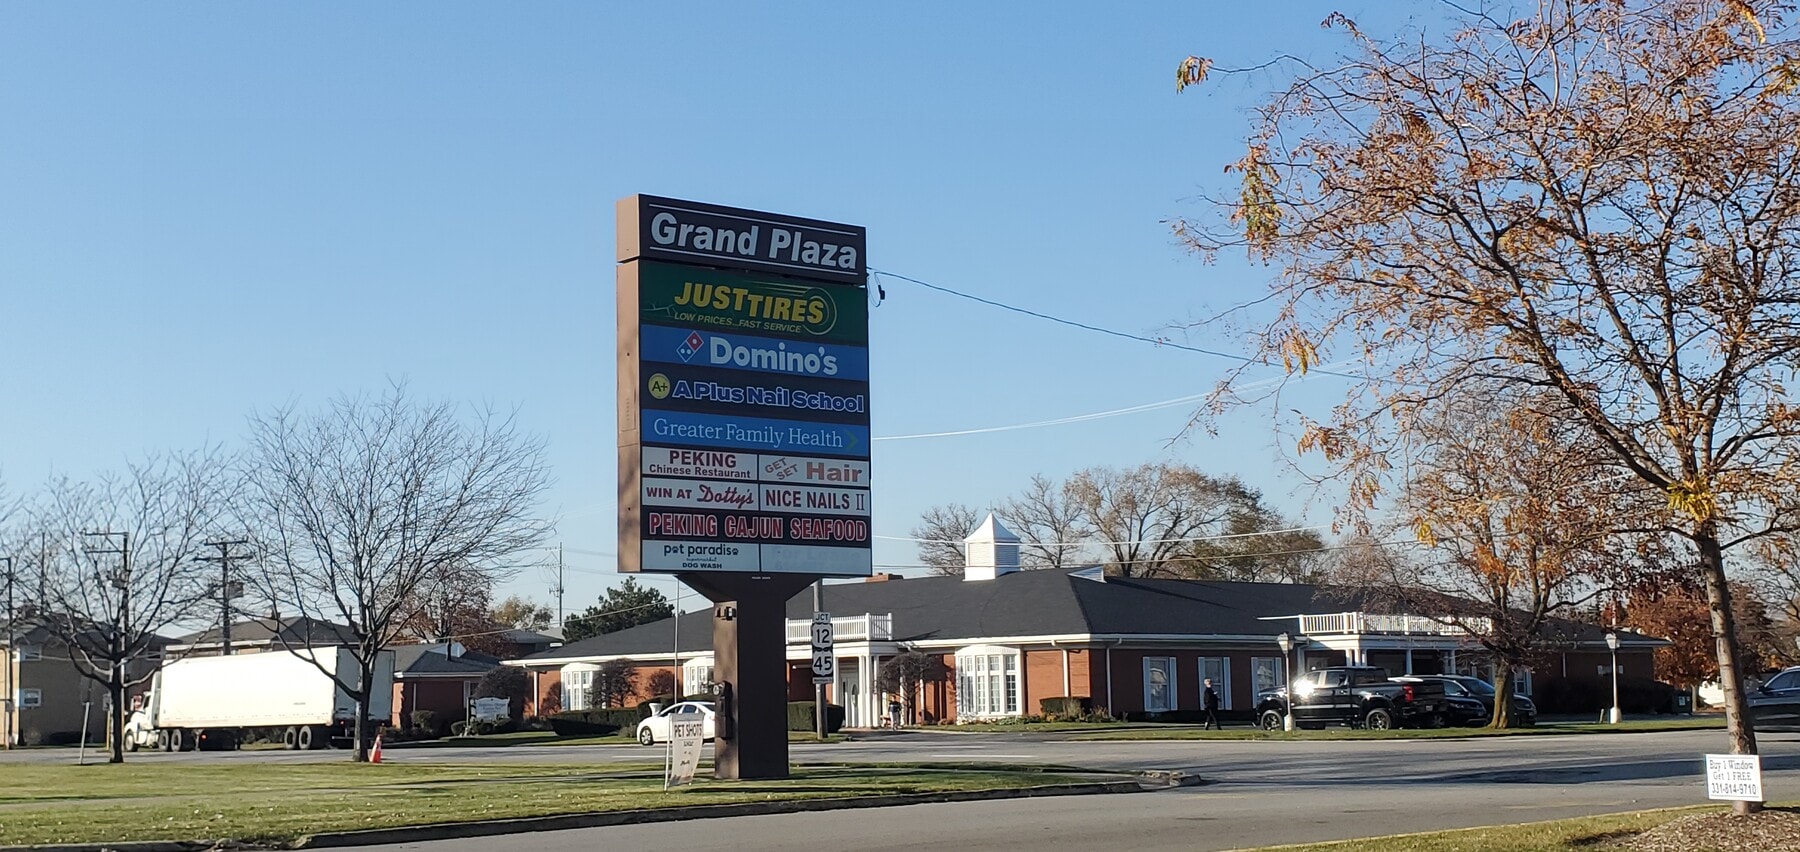 Grand Plaza
JUST TIRES
LOW PRICES...FAST SERVICE
Domino's
A+ A Plus Nail School
Greater Family Health
PEKING
Chinese Restaurant
GET SET Hair
WIN AT Dotty's
NICE NAILS II
PEKING CAJUN SEAFOOD
pet paradise
DOG WASH
JCT
12
45
PET SHOTS
Buy 1 Window
Get 1 FREE
331-814-9710